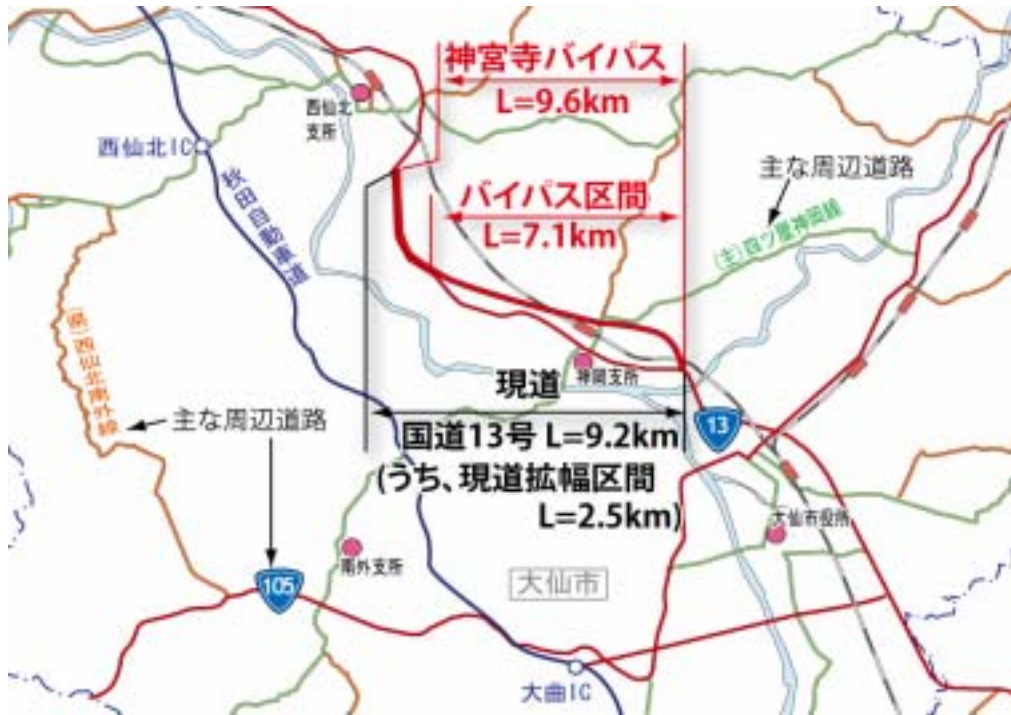 神宮寺バイパス
L=9.6km
西仙北
支所
西仙北IC
秋田自動車道
主な周辺道路
バイパス区間
L=7.1km
(主)四ツ屋神岡線
(県)西仙北南外線
神岡支所
現道
主な周辺道路
13
国道13号 L=9.2km
(うち、現道拡幅区間
L=2.5km)
大仙市役所
南外支所
105
大仙市
大曲IC